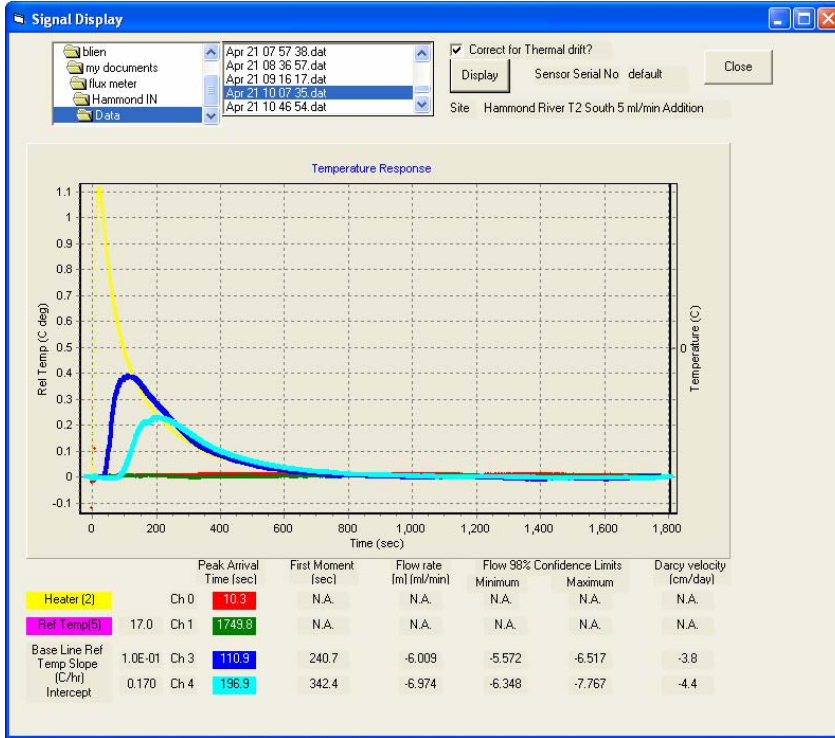 Signal Display
blien
my documents
flux meter
Hammond IN
Data
Apr 21 07 57 38.dat
Apr 21 08 36 57.dat
Apr 21 09 16 17.dat
Apr 21 10 07 35.dat
Apr 21 10 46 54.dat
Correct for Thermal drift?
Display Sensor Serial No default
Close
Site Hammond River T2 South 5 ml/min Addition
Temperature Response
Rel Temp (C deg)
1.1
1
0.9
0.8
0.7
0.6
0.5
0.4
0.3
0.2
0.1
0
-0.1
0
Temperature (C)
0 200 400 600 800 1,000 1,200 1,400 1,600 1,800
Time (sec)
Peak Arrival Time (sec)
First Moment (sec)
Flow rate [m] (ml/min)
Flow 98% Confidence Limits
Minimum Maximum
Darcy velocity (cm/day)
Heater (2) Ch 0 10.3 N.A. N.A. N.A. N.A. N.A.
Ref Temp(5) 17.0 Ch 1 1749.8 N.A. N.A. N.A. N.A. N.A.
Base Line Ref
Temp Slope
(C/hr)
Intercept
1.0E-01 Ch 3 110.9 240.7 -6.009 -5.572 -6.517 -3.8
0.170 Ch 4 196.9 342.4 -6.974 -6.348 -7.767 -4.4